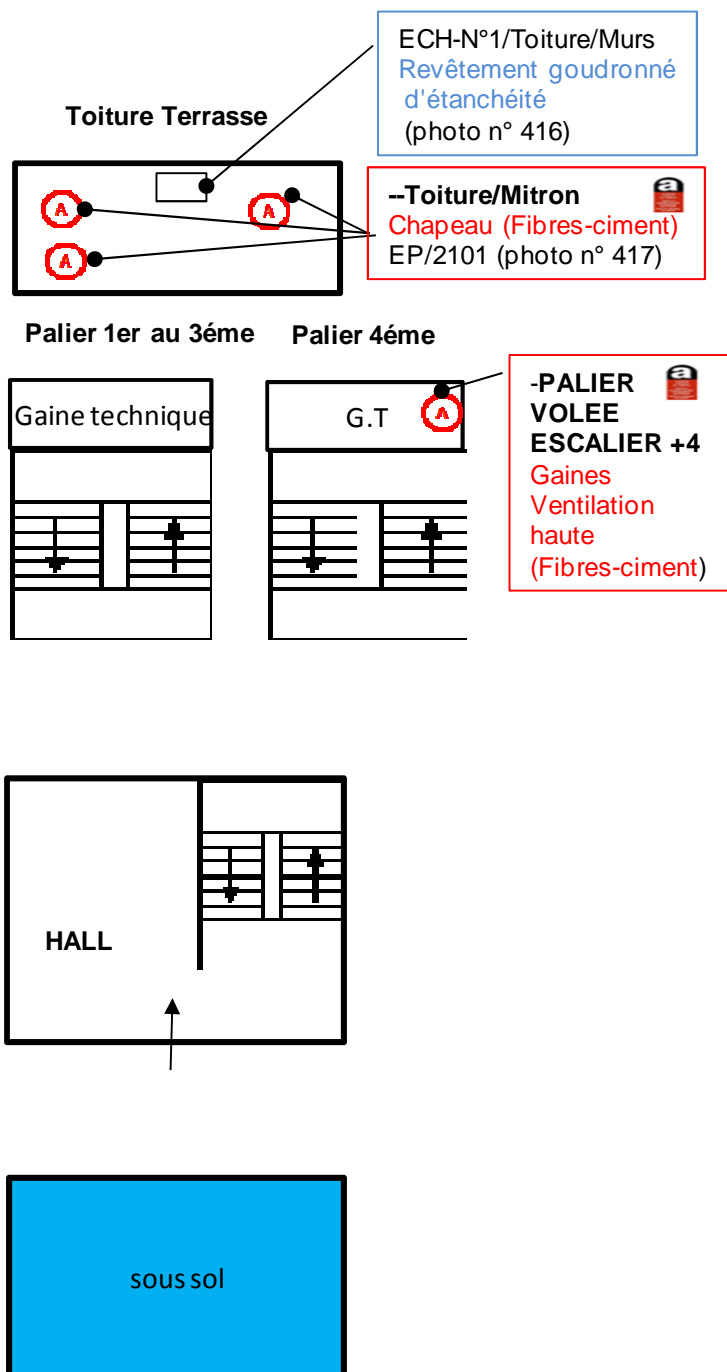 ECH-N°1/Toiture/Murs
Revêtement goudronné
d'étanchéité
(photo n° 416)
Toiture Terrasse
A
A
A
--Toiture/Mitron
a
Chapeau (Fibres-ciment)
EP/2101 (photo n° 417)
Palier 1er au 3éme
Palier 4éme
Gaine technique
G.T
A
-PALIER
a
VOLEE
ESCALIER +4
Gaines
Ventilation
haute
(Fibres-ciment)
HALL
sous sol